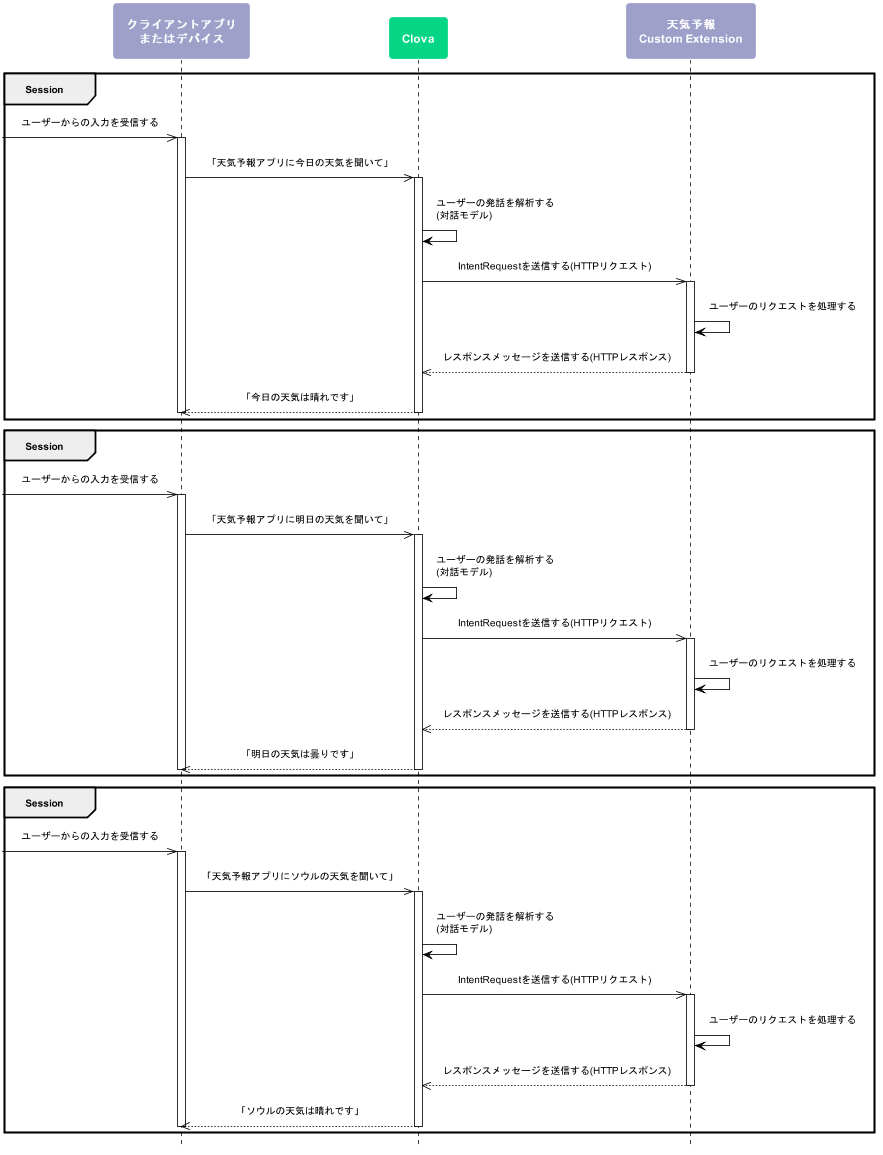 クライアントアプリ
またはデバイス
Clova
天気予報
Custom Extension
Session
ユーザーからの入力を受信する
「天気予報アプリに今日の天気を聞いて」
ユーザーの発話を解析する
(対話モデル)
IntentRequestを送信する(HTTPリクエスト)
ユーザーのリクエストを処理する
レスポンスメッセージを送信する(HTTPレスポンス)
「今日の天気は晴れです」
Session
ユーザーからの入力を受信する
「天気予報アプリに明日の天気を聞いて」
ユーザーの発話を解析する
(対話モデル)
IntentRequestを送信する(HTTPリクエスト)
ユーザーのリクエストを処理する
レスポンスメッセージを送信する(HTTPレスポンス)
「明日の天気は曇りです」
Session
ユーザーからの入力を受信する
「天気予報アプリにソウルの天気を聞いて」
ユーザーの発話を解析する
(対話モデル)
IntentRequestを送信する(HTTPリクエスト)
ユーザーのリクエストを処理する
レスポンスメッセージを送信する(HTTPレスポンス)
「ソウルの天気は晴れです」